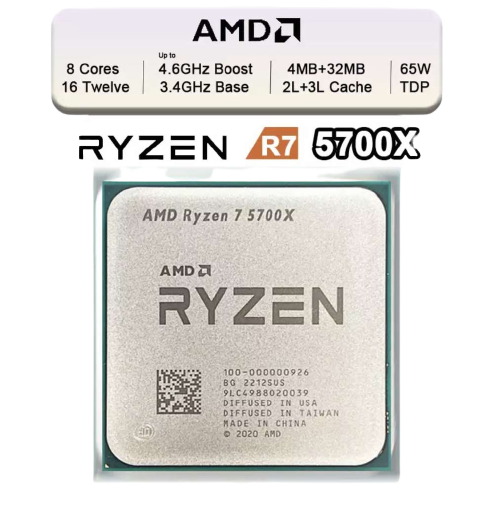 AMD
8 Cores
16 Twelve
Up to
4.6GHz Boost
3.4GHz Base
4MB+32MB
2L+3L Cache
65W
TDP
RYZEN R7 5700X
AMD Ryzen 7 5700X
AMD
RYZEN
100-000000926
BG 2212SUS
9LC4988020039
DIFFUSED IN USA
DIFFUSED IN TAIWAN
MADE IN CHINA
© 2020 AMD